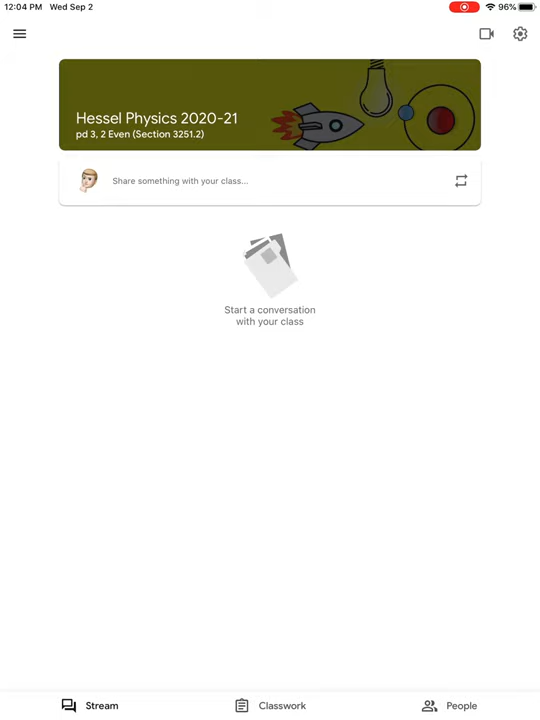 12:04 PM Wed Sep 2 96%
Hessel Physics 2020-21
pd 3, 2 Even (Section 3251.2)
Share something with your class...
Start a conversation
with your class
Stream Classwork People